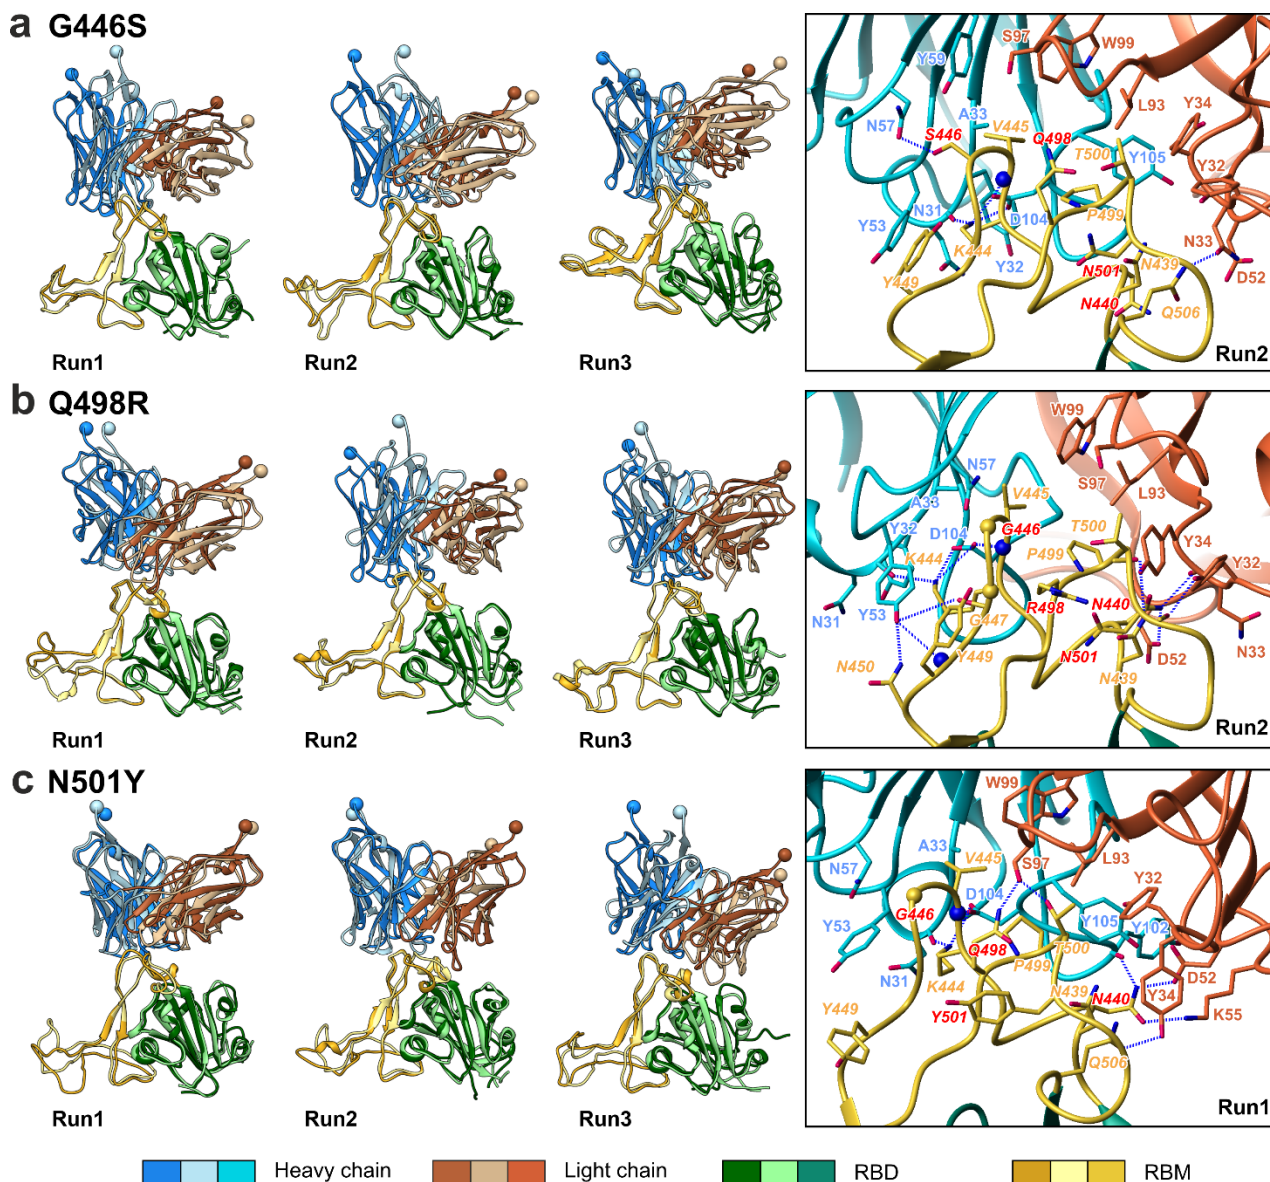 a G446S
Run1
Run2
Run3
S97
W99
Y59
L93
A33
N57
V445
Y34
S446
Q498
T500
Y105
Y32
N31
D104
P499
Y53
K444
N33
Y32
N501
N439
Y449
D52
N440
Q506
Run2
b Q498R
Run1
Run2
Run3
W99
N57
S97
V445
L93
A33
Y32
D104
G446
T500
Y34
K444
P499
Y32
N31
Y53
R498
N440
G447
Y449
N501
D52
N33
N450
N439
Run2
c N501Y
Run1
Run2
Run3
W99
A33
V445
S97
N57
L93
D104
Y32
G446
Y105
Y102
Y53
Q498
T500
P499
N31
K444
N439
D52
N440
Y34
Y449
Y501
K55
Q506
Run1
Heavy chain
Light chain
RBD
RBM